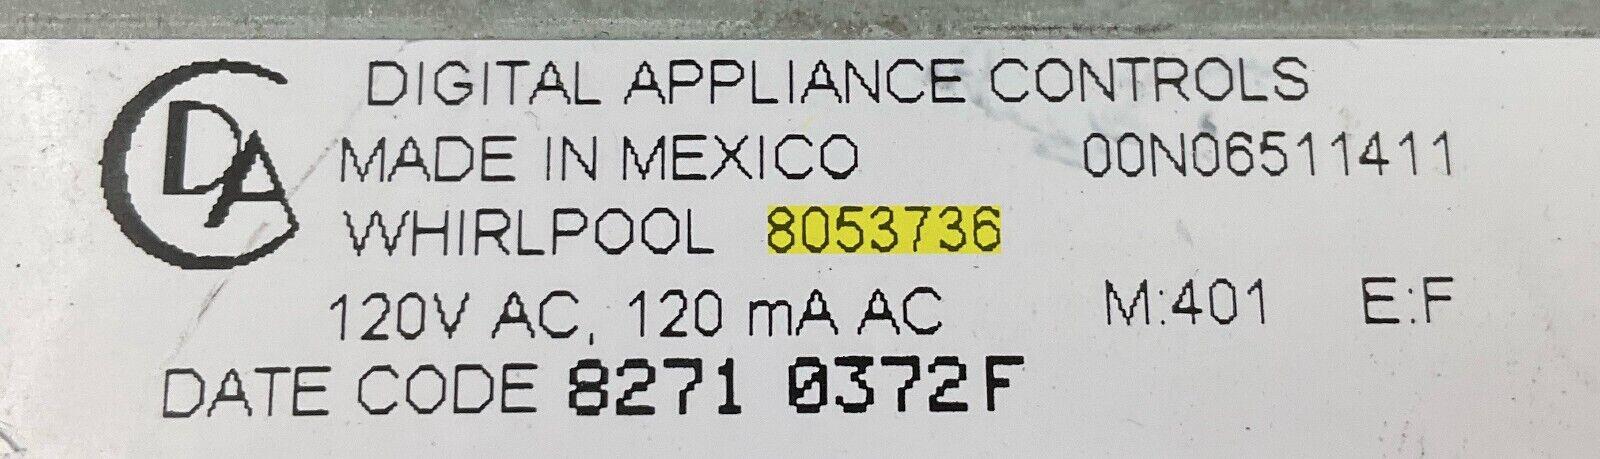 CDA
DIGITAL APPLIANCE CONTROLS
MADE IN MEXICO 00N06511411
WHIRLPOOL 8053736
120V AC, 120 mA AC M:401 E:F
DATE CODE 8271 0372F